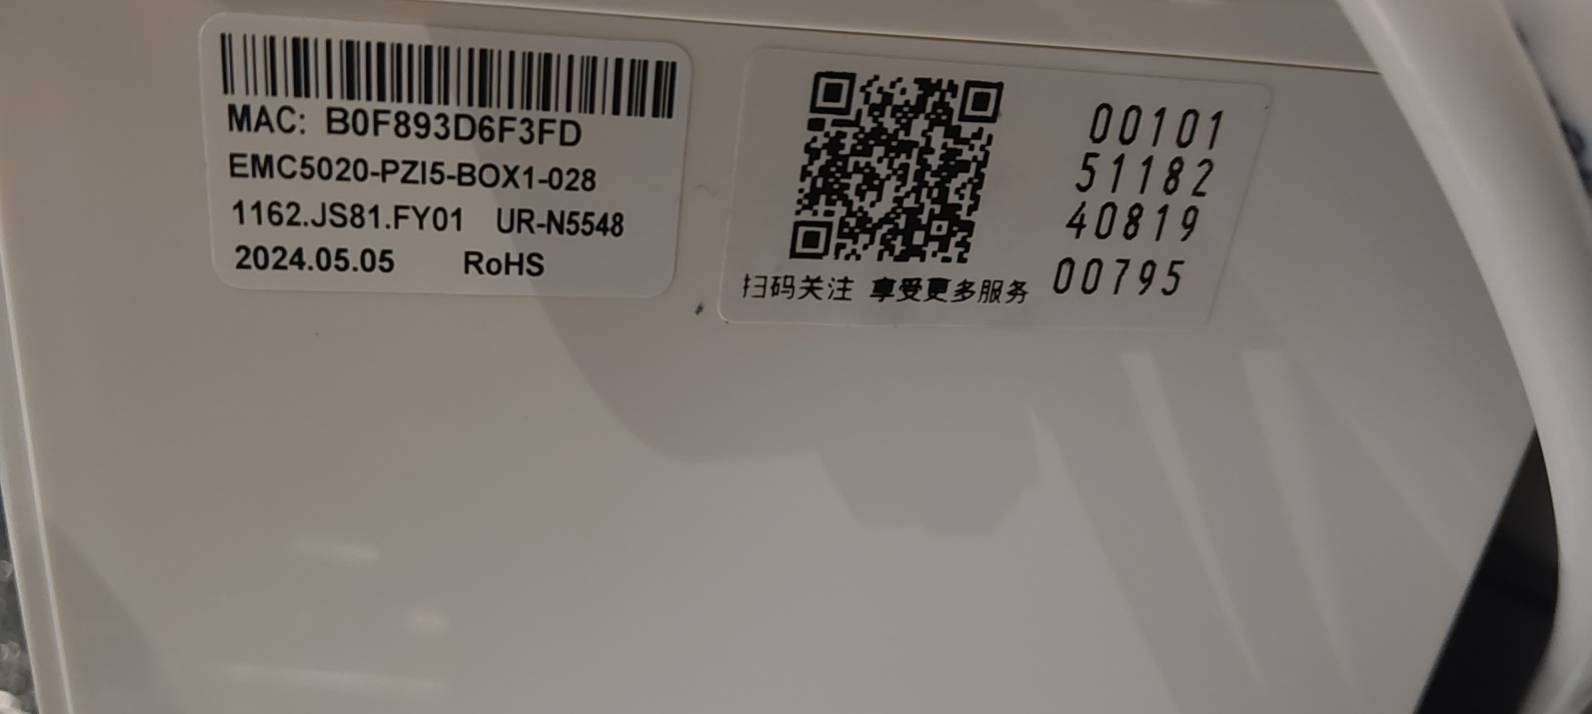 MAC: B0F893D6F3FD
EMC5020-PZI5-BOX1-028
1162.JS81.FY01 UR-N5548
2024.05.05 RoHS
00101
51182
40819
00795
扫码关注 享受更多服务